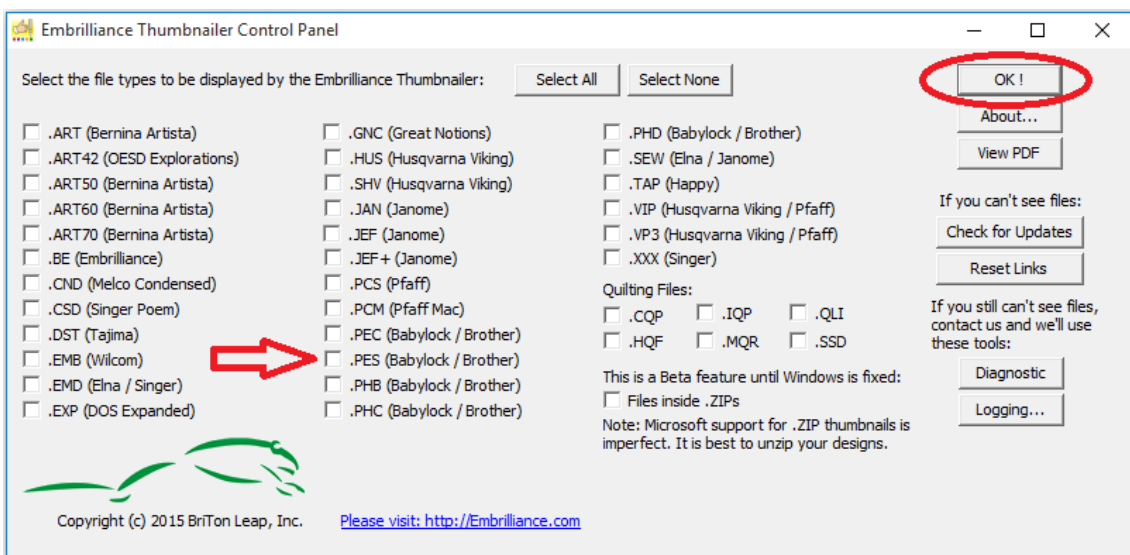 Embrilliance Thumbnailer Control Panel
Select the file types to be displayed by the Embrilliance Thumbnailer: Select All Select None
.ART (Bernina Artista)
.ART42 (OESD Explorations)
.ART50 (Bernina Artista)
.ART60 (Bernina Artista)
.ART70 (Bernina Artista)
.BE (Embrilliance)
.CND (Melco Condensed)
.CSD (Singer Poem)
.DST (Tajima)
.EMB (Wilcom)
.EMD (Elna / Singer)
.EXP (DOS Expanded)
.GNC (Great Notions)
.HUS (Husqvarna Viking)
.SHV (Husqvarna Viking)
.JAN (Janome)
.JEF (Janome)
.JEF+ (Janome)
.PCS (Pfaff)
.PCM (Pfaff Mac)
.PEC (Babylock / Brother)
.PES (Babylock / Brother)
.PHB (Babylock / Brother)
.PHC (Babylock / Brother)
.PHD (Babylock / Brother)
.SEW (Elna / Janome)
.TAP (Happy)
.VIP (Husqvarna Viking / Pfaff)
.VP3 (Husqvarna Viking / Pfaff)
.XXX (Singer)
Quilting Files:
.CQP .IQP .QLI
.HQF .MQR .SSD
This is a Beta feature until Windows is fixed:
Files inside .ZIPs
Note: Microsoft support for .ZIP thumbnails is
imperfect. It is best to unzip your designs.
OK !
About...
View PDF
If you can't see files:
Check for Updates
Reset Links
If you still can't see files,
contact us and we'll use
these tools:
Diagnostic
Logging...
Copyright (c) 2015 BriTon Leap, Inc. Please visit: http://Embrilliance.com